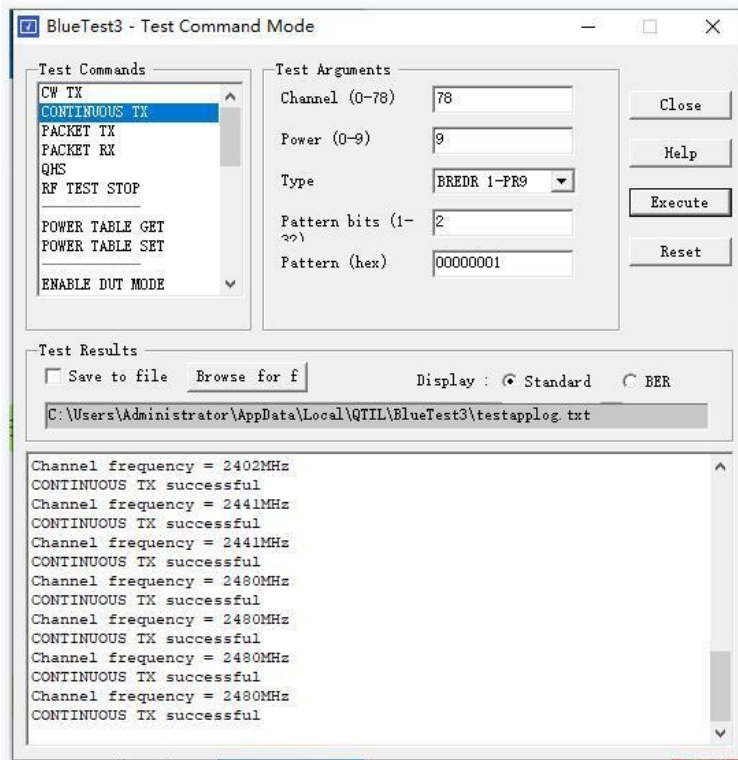 BlueTest3 - Test Command Mode
Test Commands
CW TX
CONTINUOUS TX
PACKET TX
PACKET RX
QHS
RF TEST STOP
POWER TABLE GET
POWER TABLE SET
ENABLE DUT MODE
Test Arguments
Channel (0-78) 78
Power (0-9) 9
Type BREDR 1-PR9
Pattern bits (1-
32) 2
Pattern (hex) 00000001
Close
Help
Execute
Reset
Test Results
Save to file Browse for f Display : Standard BER
C:\Users\Administrator\AppData\Local\QTIL\BlueTest3\testapplog.txt
Channel frequency = 2402MHz
CONTINUOUS TX successful
Channel frequency = 2441MHz
CONTINUOUS TX successful
Channel frequency = 2441MHz
CONTINUOUS TX successful
Channel frequency = 2480MHz
CONTINUOUS TX successful
Channel frequency = 2480MHz
CONTINUOUS TX successful
Channel frequency = 2480MHz
CONTINUOUS TX successful
Channel frequency = 2480MHz
CONTINUOUS TX successful